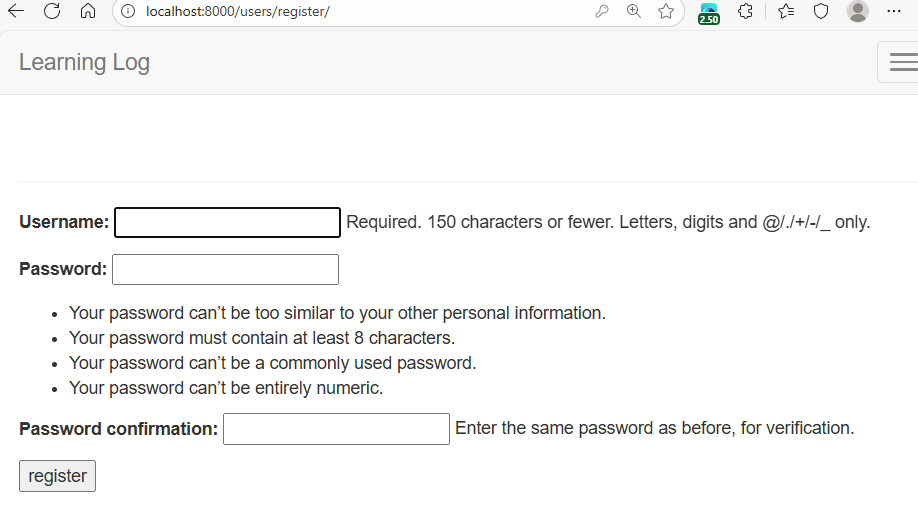 localhost:8000/users/register/
2.50
Learning Log
Username: Required. 150 characters or fewer. Letters, digits and @/./+/-/_ only.
Password:
Your password can’t be too similar to your other personal information.
Your password must contain at least 8 characters.
Your password can’t be a commonly used password.
Your password can’t be entirely numeric.
Password confirmation: Enter the same password as before, for verification.
register